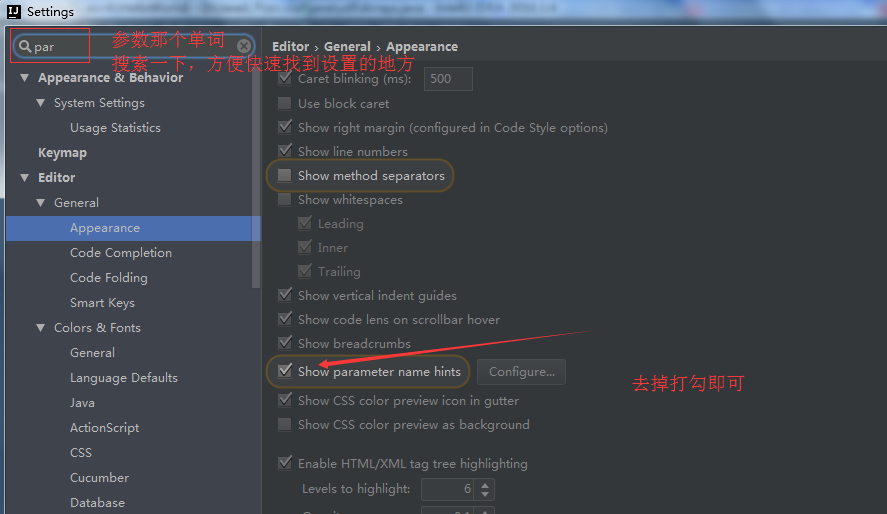 Settings
par
参数那个单词
搜索一下，方便快速找到设置的地方
Appearance & Behavior
System Settings
Usage Statistics
Keymap
Editor
General
Appearance
Code Completion
Code Folding
Smart Keys
Colors & Fonts
General
Language Defaults
Java
ActionScript
CSS
Cucumber
Database
Editor › General › Appearance
Caret blinking (ms): 500
Use block caret
Show right margin (configured in Code Style options)
Show line numbers
Show method separators
Show whitespaces
Leading
Inner
Trailing
Show vertical indent guides
Show code lens on scrollbar hover
Show breadcrumbs
Show parameter name hints Configure...
去掉打勾即可
Show CSS color preview icon in gutter
Show CSS color preview as background
Enable HTML/XML tag tree highlighting
Levels to highlight: 6